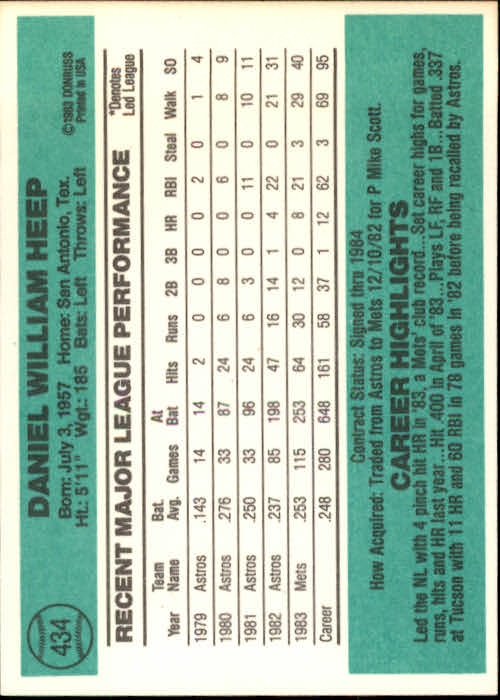 434
DANIEL WILLIAM HEEP
Born: July 3, 1957 Home: San Antonio, Tex.
Ht.: 5'11" Wgt.: 185 Bats: Left Throws: Left
©1983 DONRUSS
Printed in USA
RECENT MAJOR LEAGUE PERFORMANCE
*Denotes
Led League
Year Team Name Bat. Avg. Games At Bat Hits Runs 2B 3B HR RBI Steal Walk SO
1979 Astros .143 14 14 2 0 0 0 0 2 0 1 4
1980 Astros .276 33 87 24 6 8 0 0 6 0 8 9
1981 Astros .250 33 96 24 6 3 0 0 11 0 10 11
1982 Astros .237 85 198 47 16 14 1 4 22 0 21 31
1983 Mets .253 115 253 64 30 12 0 8 21 3 29 40
Career .248 280 648 161 58 37 1 12 62 3 69 95
Contract Status: Signed thru 1984
How Acquired: Traded from Astros to Mets 12/10/82 for P Mike Scott.
CAREER HIGHLIGHTS
Led the NL with 4 pinch hit HR in '83, a Mets' club record...Set career highs for games,
runs, hits and HR last year...Hit .400 in April of '83...Plays LF, RF and 1B...Batted .337
at Tucson with 11 HR and 60 RBI in 78 games in '82 before being recalled by Astros.